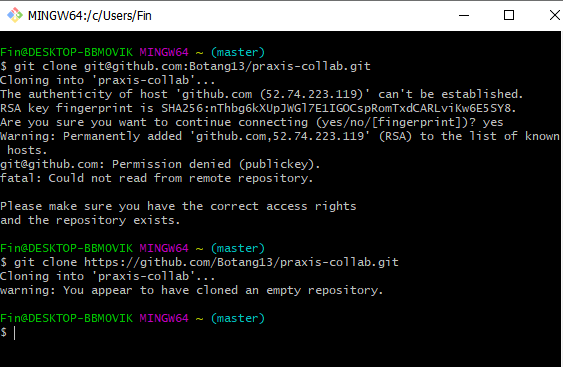 MINGW64:/c/Users/Fin
Fin@DESKTOP-BBMOVIK MINGW64 ~ (master)
$ git clone git@github.com:Botang13/praxis-collab.git
Cloning into 'praxis-collab'...
The authenticity of host 'github.com (52.74.223.119)' can't be established.
RSA key fingerprint is SHA256:nThbg6kXUpJWGl7E1IGOCspRomTxdCARLviKw6E5SY8.
Are you sure you want to continue connecting (yes/no/[fingerprint])? yes
Warning: Permanently added 'github.com,52.74.223.119' (RSA) to the list of known
 hosts.
git@github.com: Permission denied (publickey).
fatal: Could not read from remote repository.
Please make sure you have the correct access rights
and the repository exists.
Fin@DESKTOP-BBMOVIK MINGW64 ~ (master)
$ git clone https://github.com/Botang13/praxis-collab.git
Cloning into 'praxis-collab'...
warning: You appear to have cloned an empty repository.
Fin@DESKTOP-BBMOVIK MINGW64 ~ (master)
$